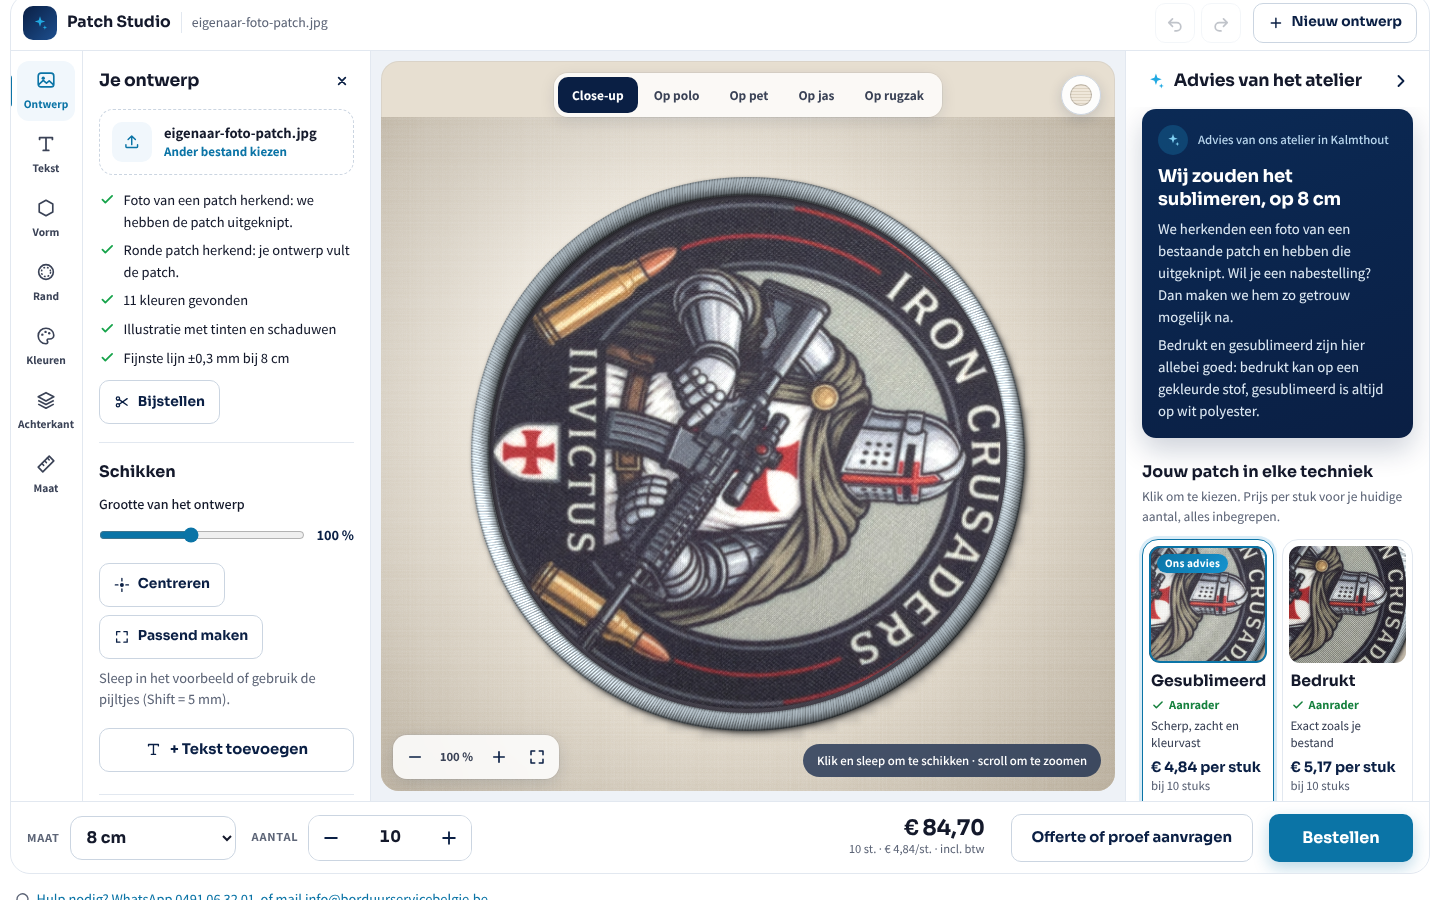 Patch Studio
eigenaar-foto-patch.jpg
Nieuw ontwerp
Ontwerp
Tekst
Vorm
Rand
Kleuren
Achterkant
Maat
Je ontwerp
eigenaar-foto-patch.jpg
Ander bestand kiezen
Foto van een patch herkend: we
hebben de patch uitgeknipt.
Ronde patch herkend: je ontwerp vult
de patch.
11 kleuren gevonden
Illustratie met tinten en schaduwen
Fijnste lijn ±0,3 mm bij 8 cm
Bijstellen
Schikken
Grootte van het ontwerp
100 %
Centreren
Passend maken
Sleep in het voorbeeld of gebruik de
pijltjes (Shift = 5 mm).
+ Tekst toevoegen
Close-up
Op polo
Op pet
Op jas
Op rugzak
IRON CRUSADERS
INVICTUS
100 %
Klik en sleep om te schikken · scroll om te zoomen
Advies van het atelier
Advies van ons atelier in Kalmthout
Wij zouden het
sublimeren, op 8 cm
We herkenden een foto van een
bestaande patch en hebben die
uitgeknipt. Wil je een nabestelling?
Dan maken we hem zo getrouw
mogelijk na.
Bedrukt en gesublimeerd zijn hier
allebei goed: bedrukt kan op een
gekleurde stof, gesublimeerd is altijd
op wit polyester.
Jouw patch in elke techniek
Klik om te kiezen. Prijs per stuk voor je huidige
aantal, alles inbegrepen.
Ons advies
Gesublimeerd
Aanrader
Scherp, zacht en
kleurvast
€ 4,84 per stuk
bij 10 stuks
Bedrukt
Aanrader
Exact zoals je
bestand
€ 5,17 per stuk
bij 10 stuks
MAAT
8 cm
AANTAL
10
€ 84,70
10 st. · € 4,84/st. · incl. btw
Offerte of proef aanvragen
Bestellen
Hulp nodig? WhatsApp 0491 06 32 01, of mail info@borduurservicebelgie.be